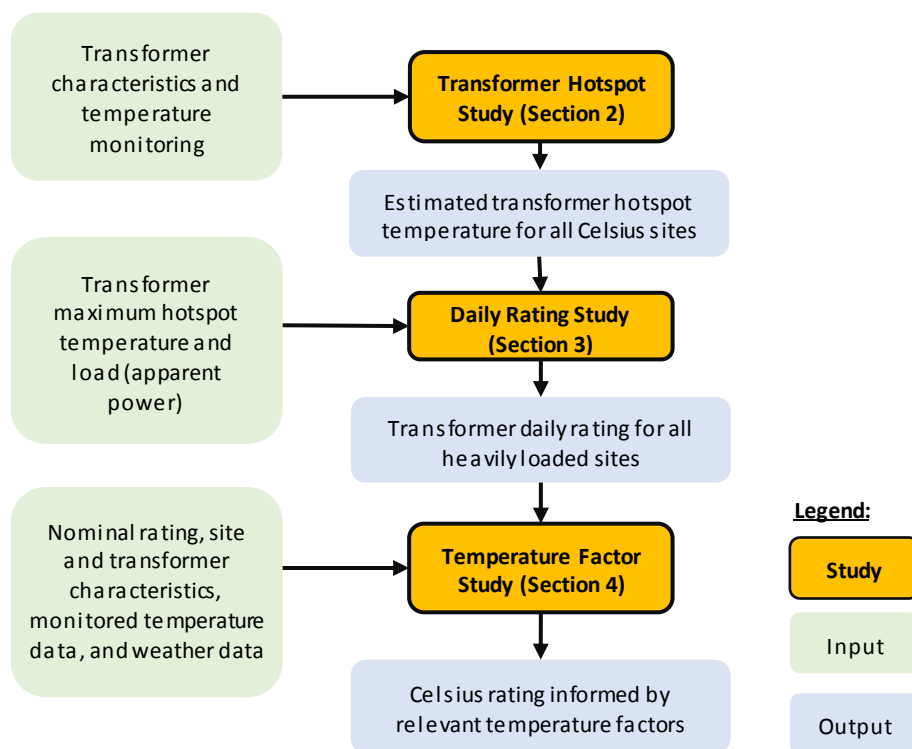 Transformer
characteristics and
temperature
monitoring
Transformer Hotspot
Study (Section 2)
Estimated transformer hotspot
temperature for all Celsius sites
Transformer
maximum hotspot
temperature and
load (apparent
power)
Daily Rating Study
(Section 3)
Transformer daily rating for all
heavily loaded sites
Nominal rating, site
and transformer
characteristics,
monitored temperature
data, and weather data
Temperature Factor
Study (Section 4)
Celsius rating informed by
relevant temperature factors
Legend:
Study
Input
Output